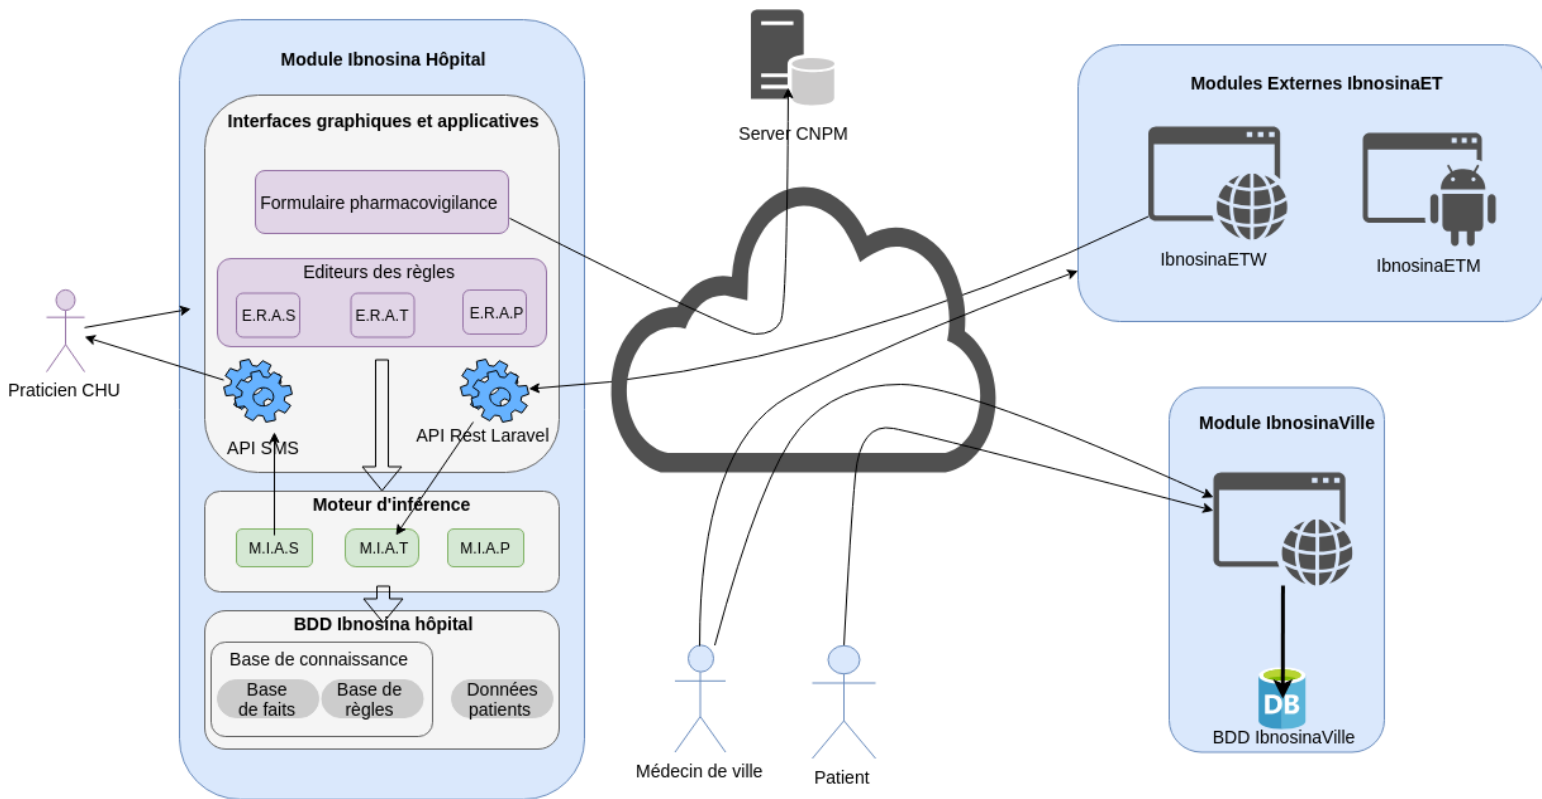 Module Ibnosina Hôpital
Interfaces graphiques et applicatives
Formulaire pharmacovigilance
Editeurs des règles
E.R.A.S
E.R.A.T
E.R.A.P
API SMS
API Rest Laravel
Moteur d'inférence
M.I.A.S
M.I.A.T
M.I.A.P
BDD Ibnosina hôpital
Base de connaissance
Base
de faits
Base de
règles
Données
patients
Praticien CHU
Server CNPM
Médecin de ville
Patient
Modules Externes IbnosinaET
IbnosinaETW
IbnosinaETM
Module IbnosinaVille
DB
BDD IbnosinaVille